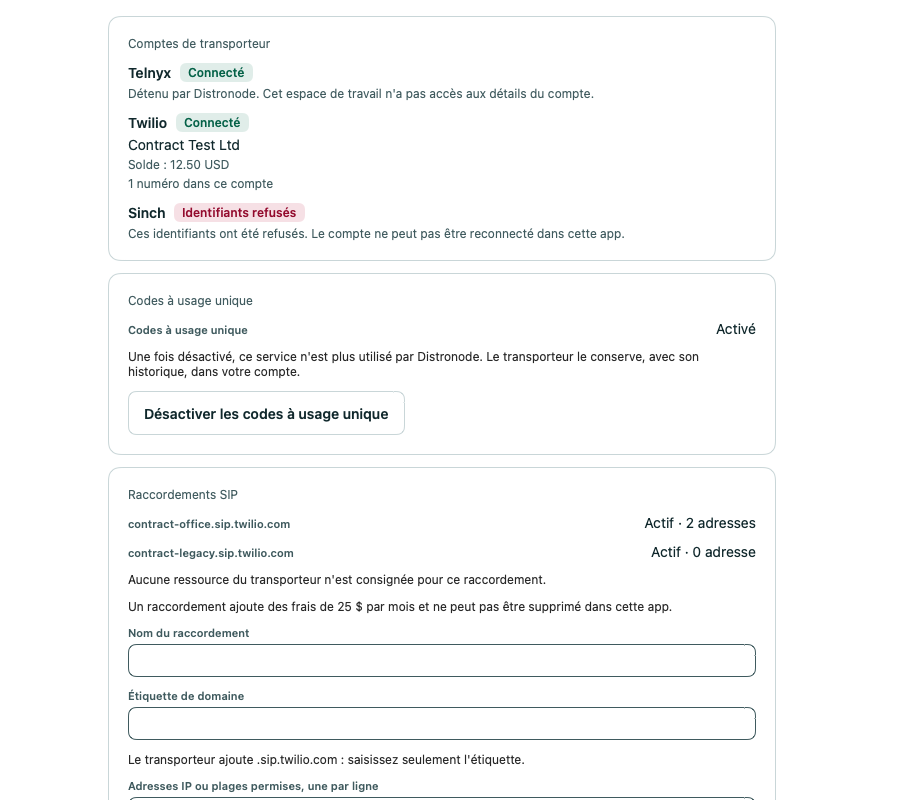 Comptes de transporteur
Telnyx Connecté
Détenu par Distronode. Cet espace de travail n'a pas accès aux détails du compte.
Twilio Connecté
Contract Test Ltd
Solde : 12.50 USD
1 numéro dans ce compte
Sinch Identifiants refusés
Ces identifiants ont été refusés. Le compte ne peut pas être reconnecté dans cette app.
Codes à usage unique
Codes à usage unique Activé
Une fois désactivé, ce service n'est plus utilisé par Distronode. Le transporteur le conserve, avec son
historique, dans votre compte.
Désactiver les codes à usage unique
Raccordements SIP
contract-office.sip.twilio.com Actif · 2 adresses
contract-legacy.sip.twilio.com Actif · 0 adresse
Aucune ressource du transporteur n'est consignée pour ce raccordement.
Un raccordement ajoute des frais de 25 $ par mois et ne peut pas être supprimé dans cette app.
Nom du raccordement
Étiquette de domaine
Le transporteur ajoute .sip.twilio.com : saisissez seulement l'étiquette.
Adresses IP ou plages permises, une par ligne